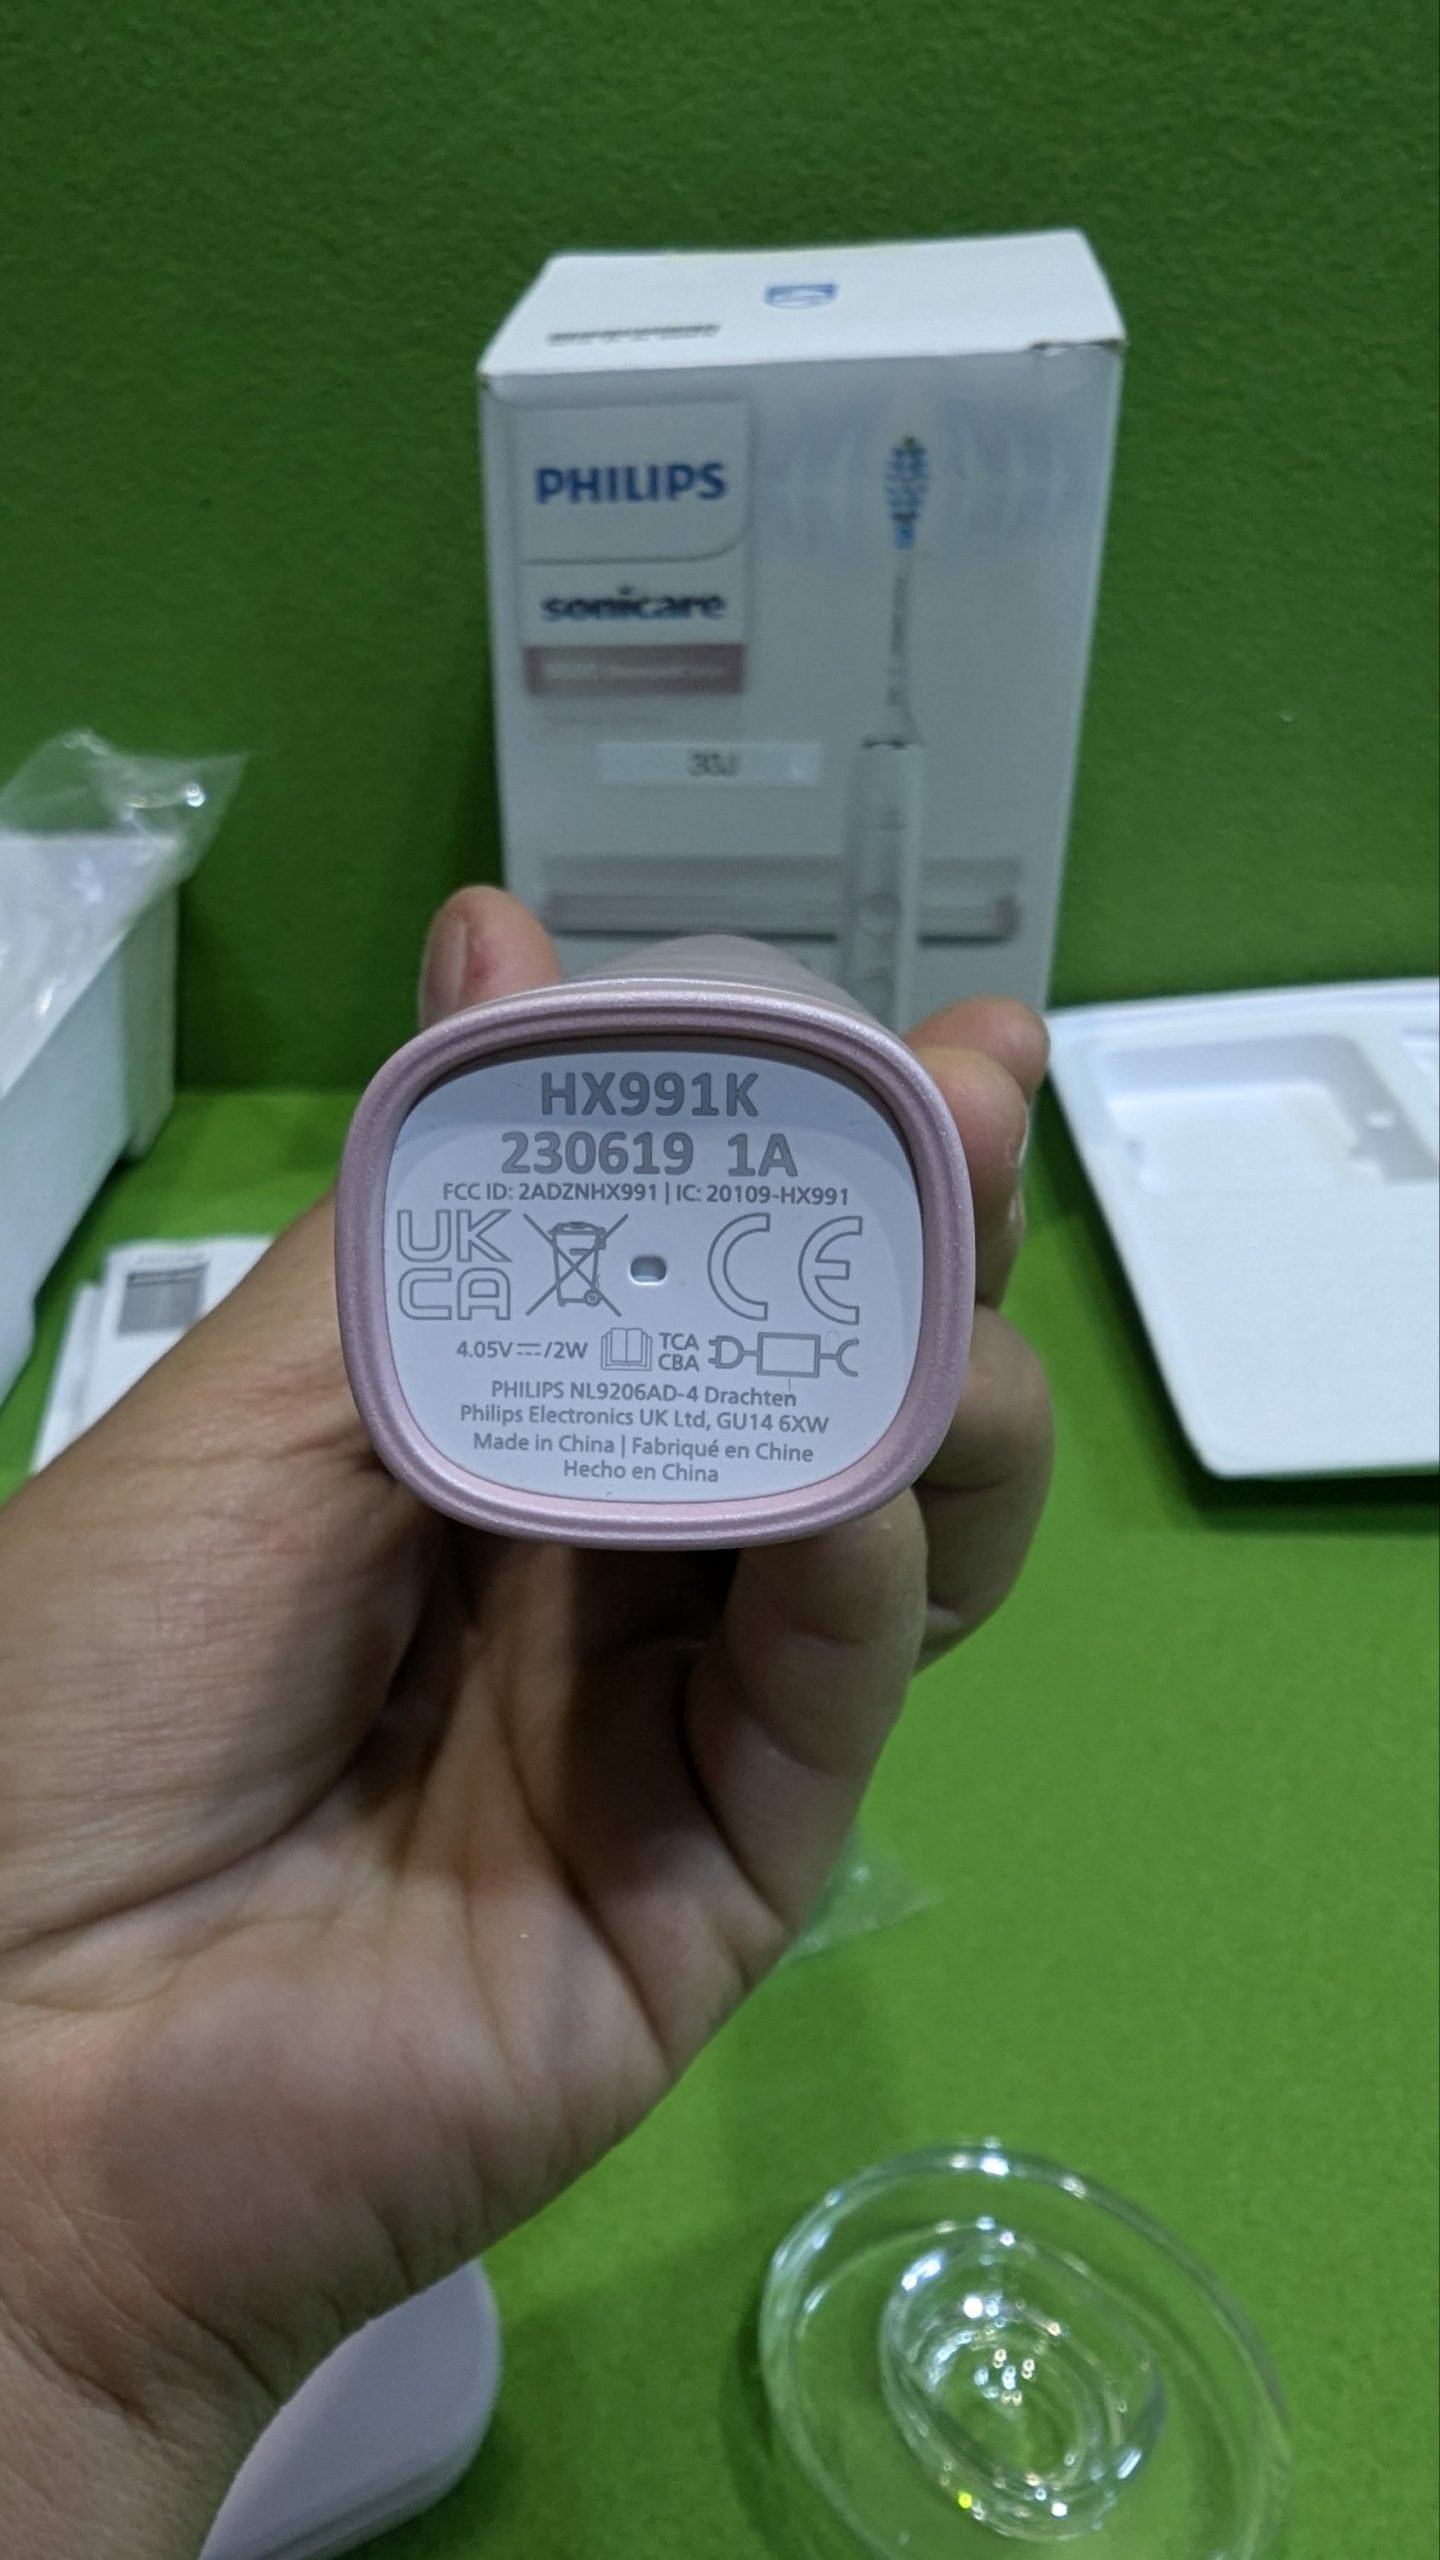 PHILIPS
sonicare
HX991K
230619 1A
FCC ID: 2ADZNHX991 | IC: 20109-HX991
UK
CA
CE
4.05V⎓/2W
TCA
CBA
PHILIPS NL9206AD-4 Drachten
Philips Electronics UK Ltd, GU14 6XW
Made in China | Fabriqué en Chine
Hecho en China